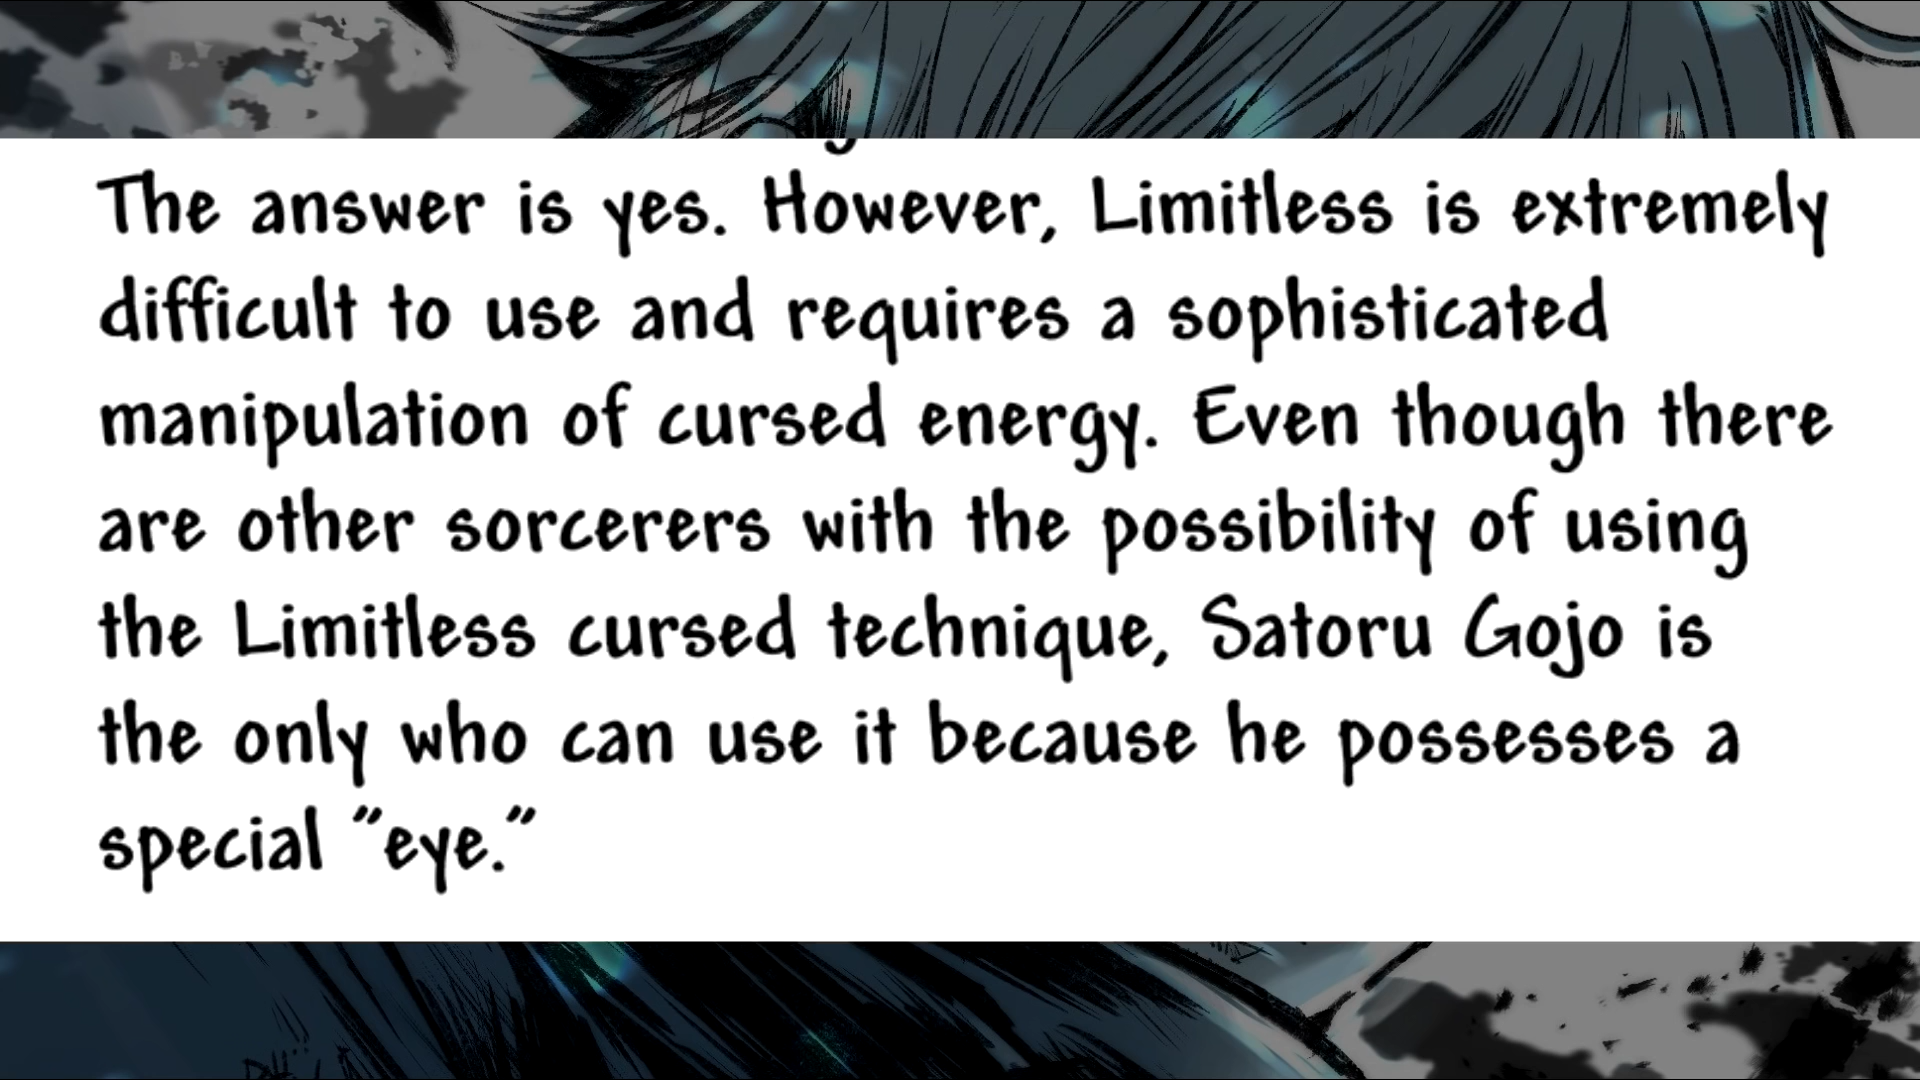 The answer is yes. However, Limitless is extremely
difficult to use and requires a sophisticated
manipulation of cursed energy. Even though there
are other sorcerers with the possibility of using
the Limitless cursed technique, Satoru Gojo is
the only who can use it because he possesses a
special "eye."